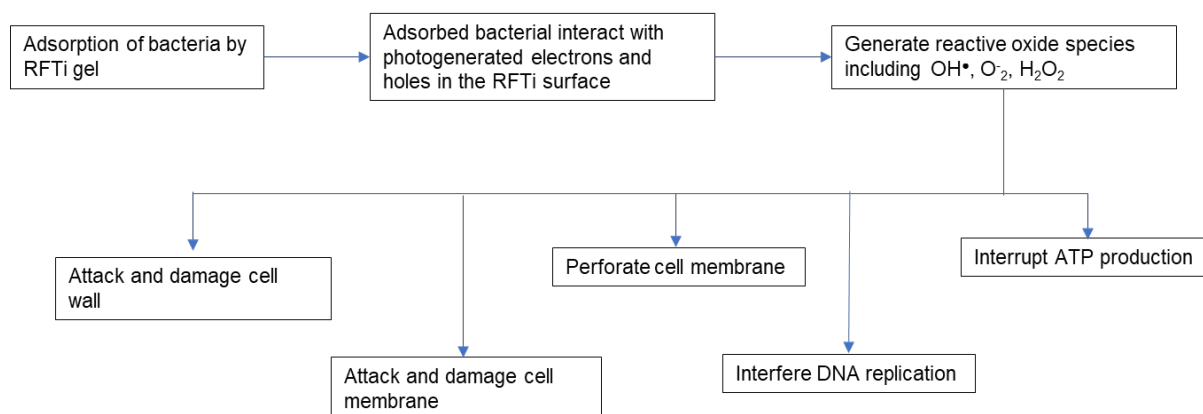 Adsorption of bacteria by
RFTi gel
Adsorbed bacterial interact with
photogenerated electrons and
holes in the RFTi surface
Generate reactive oxide species
including OH•, O⁻₂, H₂O₂
Attack and damage cell
wall
Attack and damage cell
membrane
Perforate cell membrane
Interfere DNA replication
Interrupt ATP production